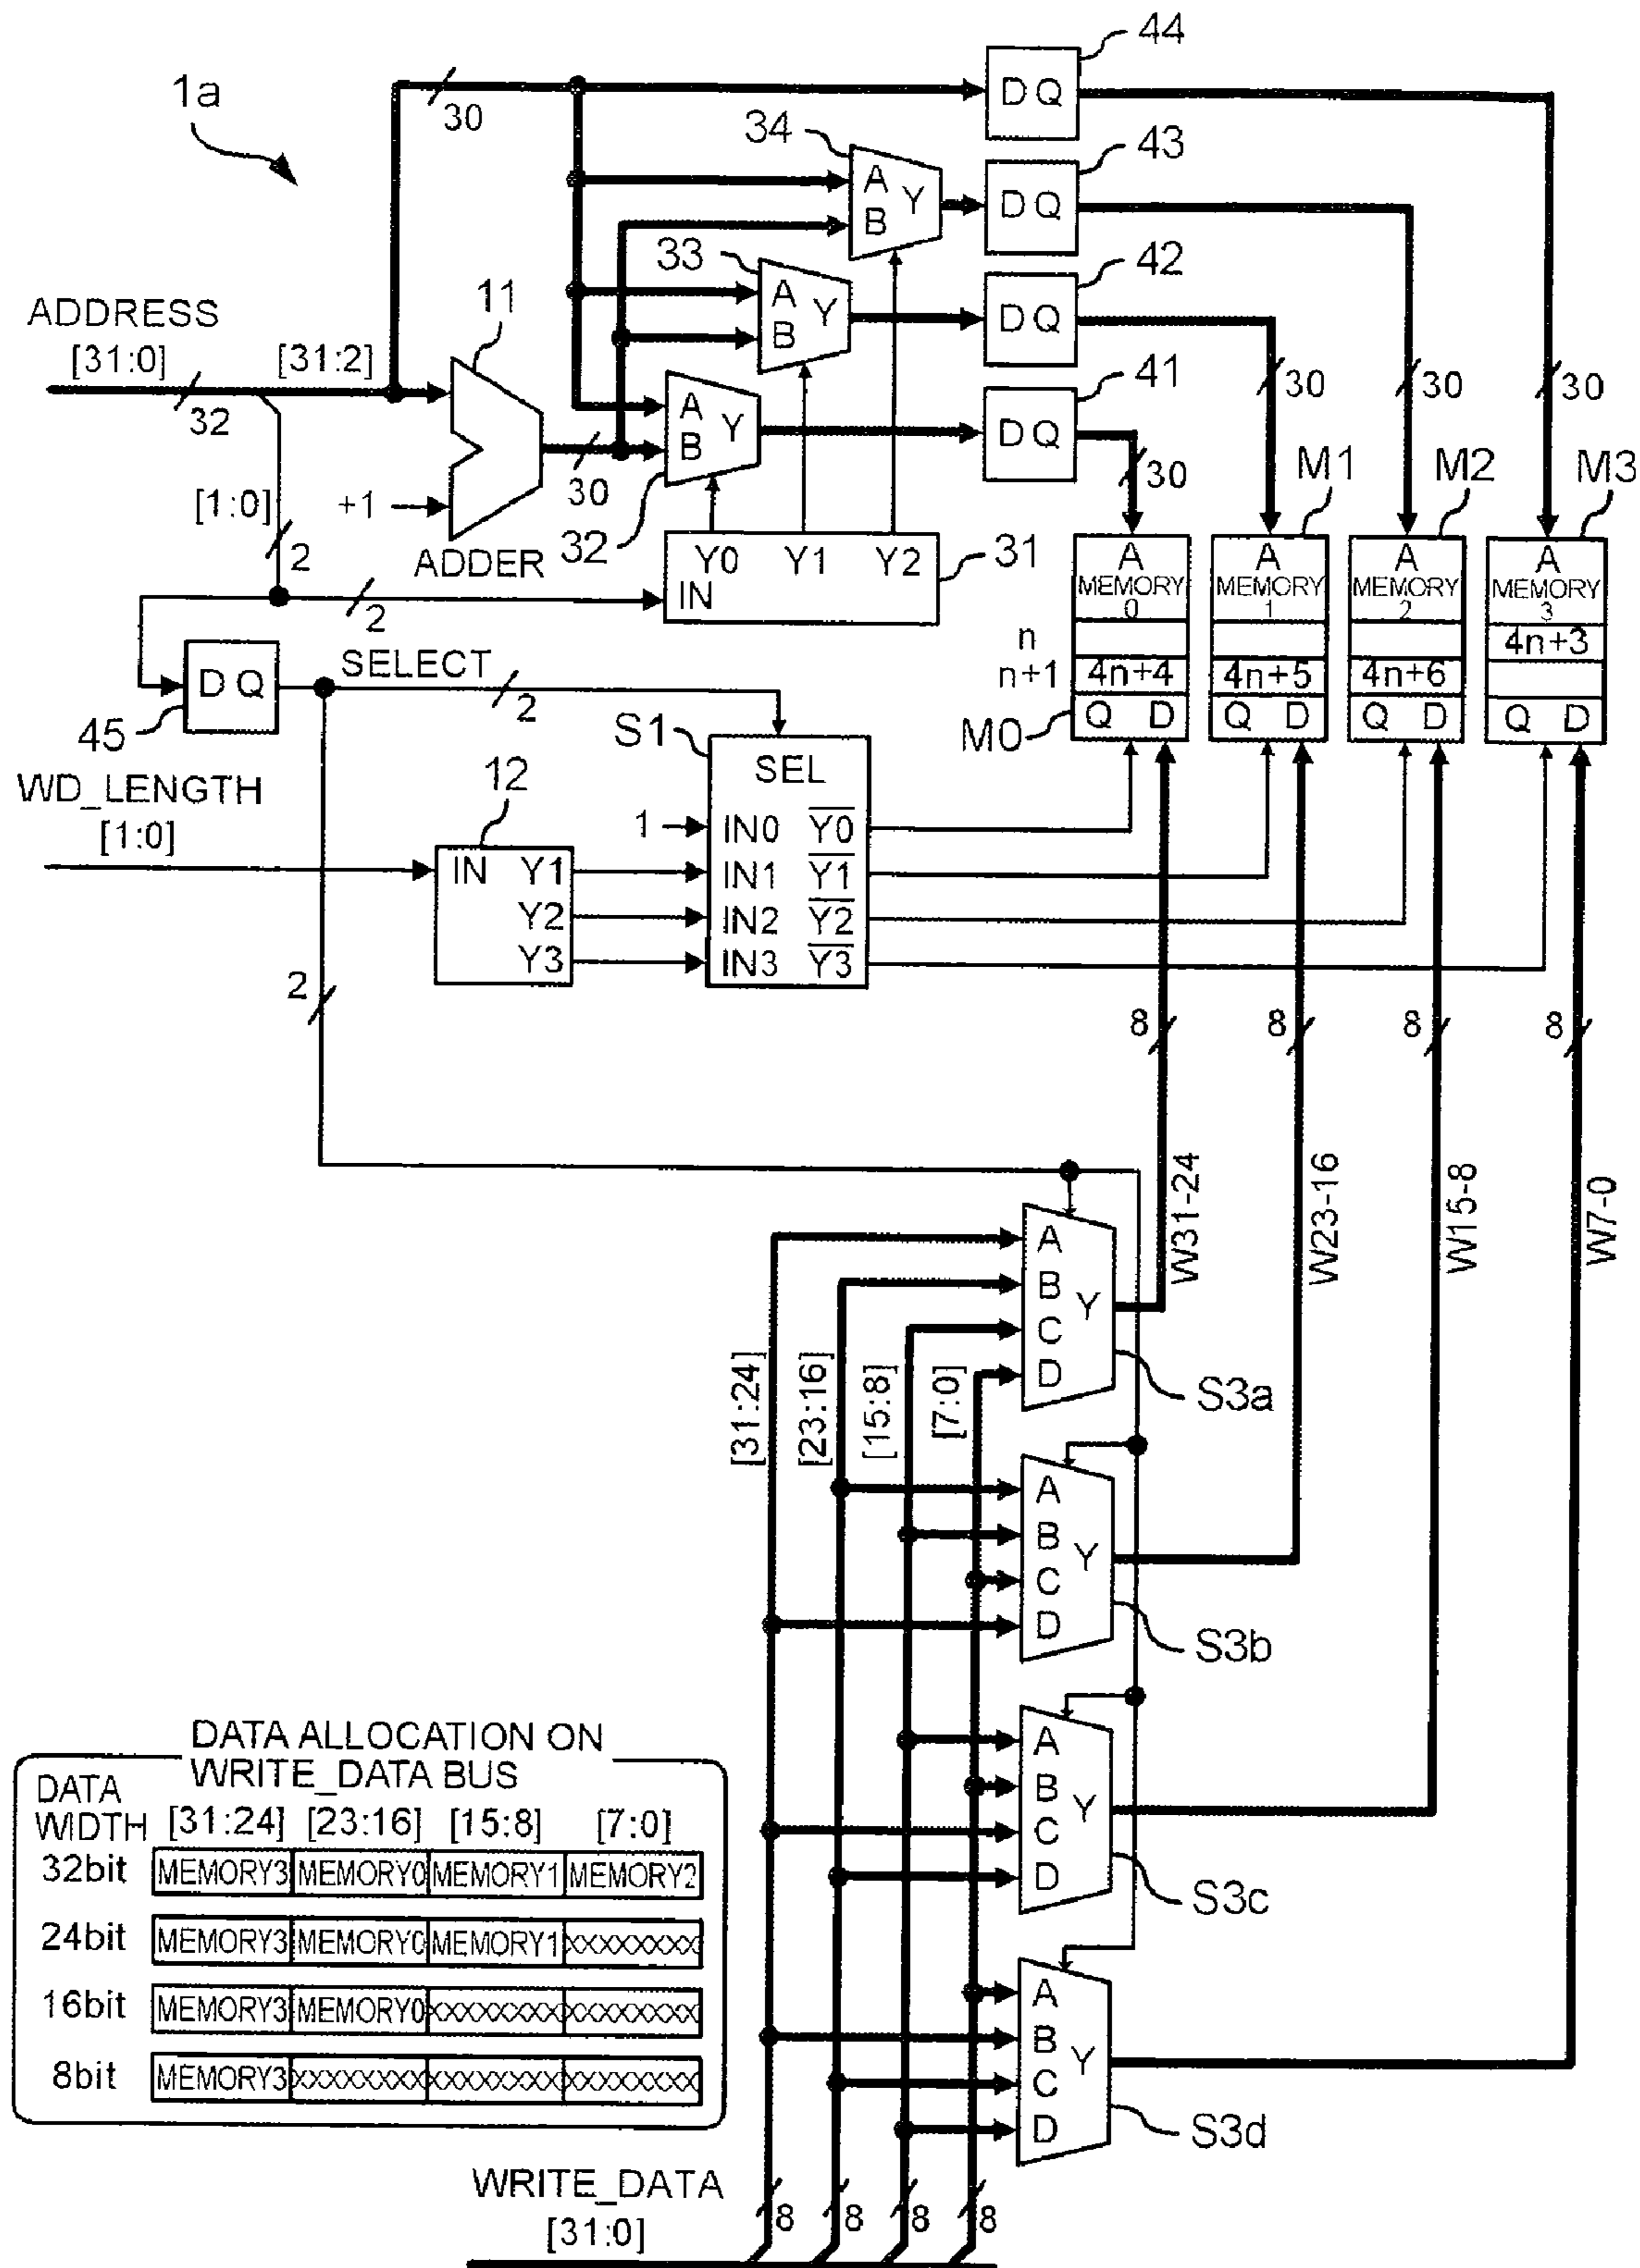 1a
44
30
D Q
34
43
A
B
Y
D Q
33
42
A
B
Y
D Q
ADDRESS
[31:0]
[31:2]
11
41
32
A
B
Y
D Q
30
30
30
30
[1:0]
+1
30
32
M1
M2
M3
2
ADDER
Y0 Y1 Y2
IN
31
A
MEMORY
0
A
MEMORY
1
A
MEMORY
2
A
MEMORY
3
2
n
4n+3
n+1
4n+4
4n+5
4n+6
D Q
SELECT
2
Q D
Q D
Q D
Q D
45
S1
M0
WD_LENGTH
[1:0]
12
SEL
1
IN0 Y0
IN Y1
IN1 Y1
Y2
IN2 Y2
Y3
IN3 Y3
2
8
8
8
8
W31-24
W23-16
W15-8
W7-0
[31:24]
[23:16]
[15:8]
[7:0]
A
B
C
D
Y
S3a
A
B
C
D
Y
S3b
A
B
C
D
Y
S3c
A
B
C
D
Y
S3d
DATA ALLOCATION ON
WRITE_DATA BUS
DATA
WIDTH [31:24] [23:16] [15:8] [7:0]
32bit MEMORY3 MEMORY0 MEMORY1 MEMORY2
24bit MEMORY3 MEMORY0 MEMORY1 XXXXXXXX
16bit MEMORY3 MEMORY0 XXXXXXXX XXXXXXXX
8bit MEMORY3 XXXXXXXX XXXXXXXX XXXXXXXX
WRITE_DATA
[31:0]
8
8
8
8